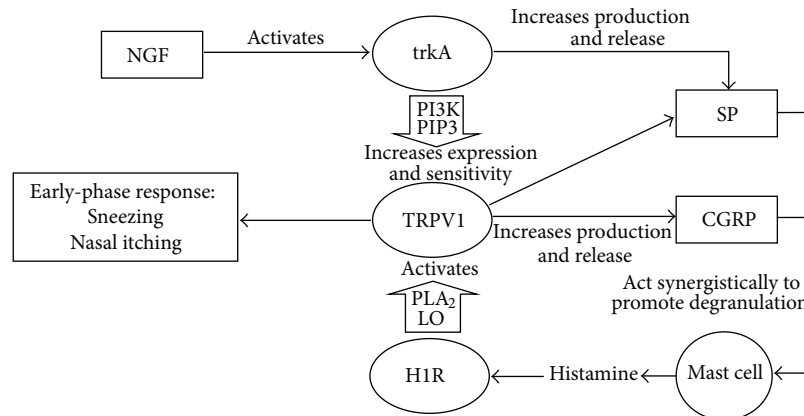 Increases production
and release
NGF
Activates
trkA
SP
PI3K
PIP3
Increases expression
and sensitivity
Early-phase response:
Sneezing
Nasal itching
TRPV1
CGRP
Increases production
and release
Activates
PLA₂
LO
Act synergistically to
promote degranulation
H1R
Histamine
Mast cell